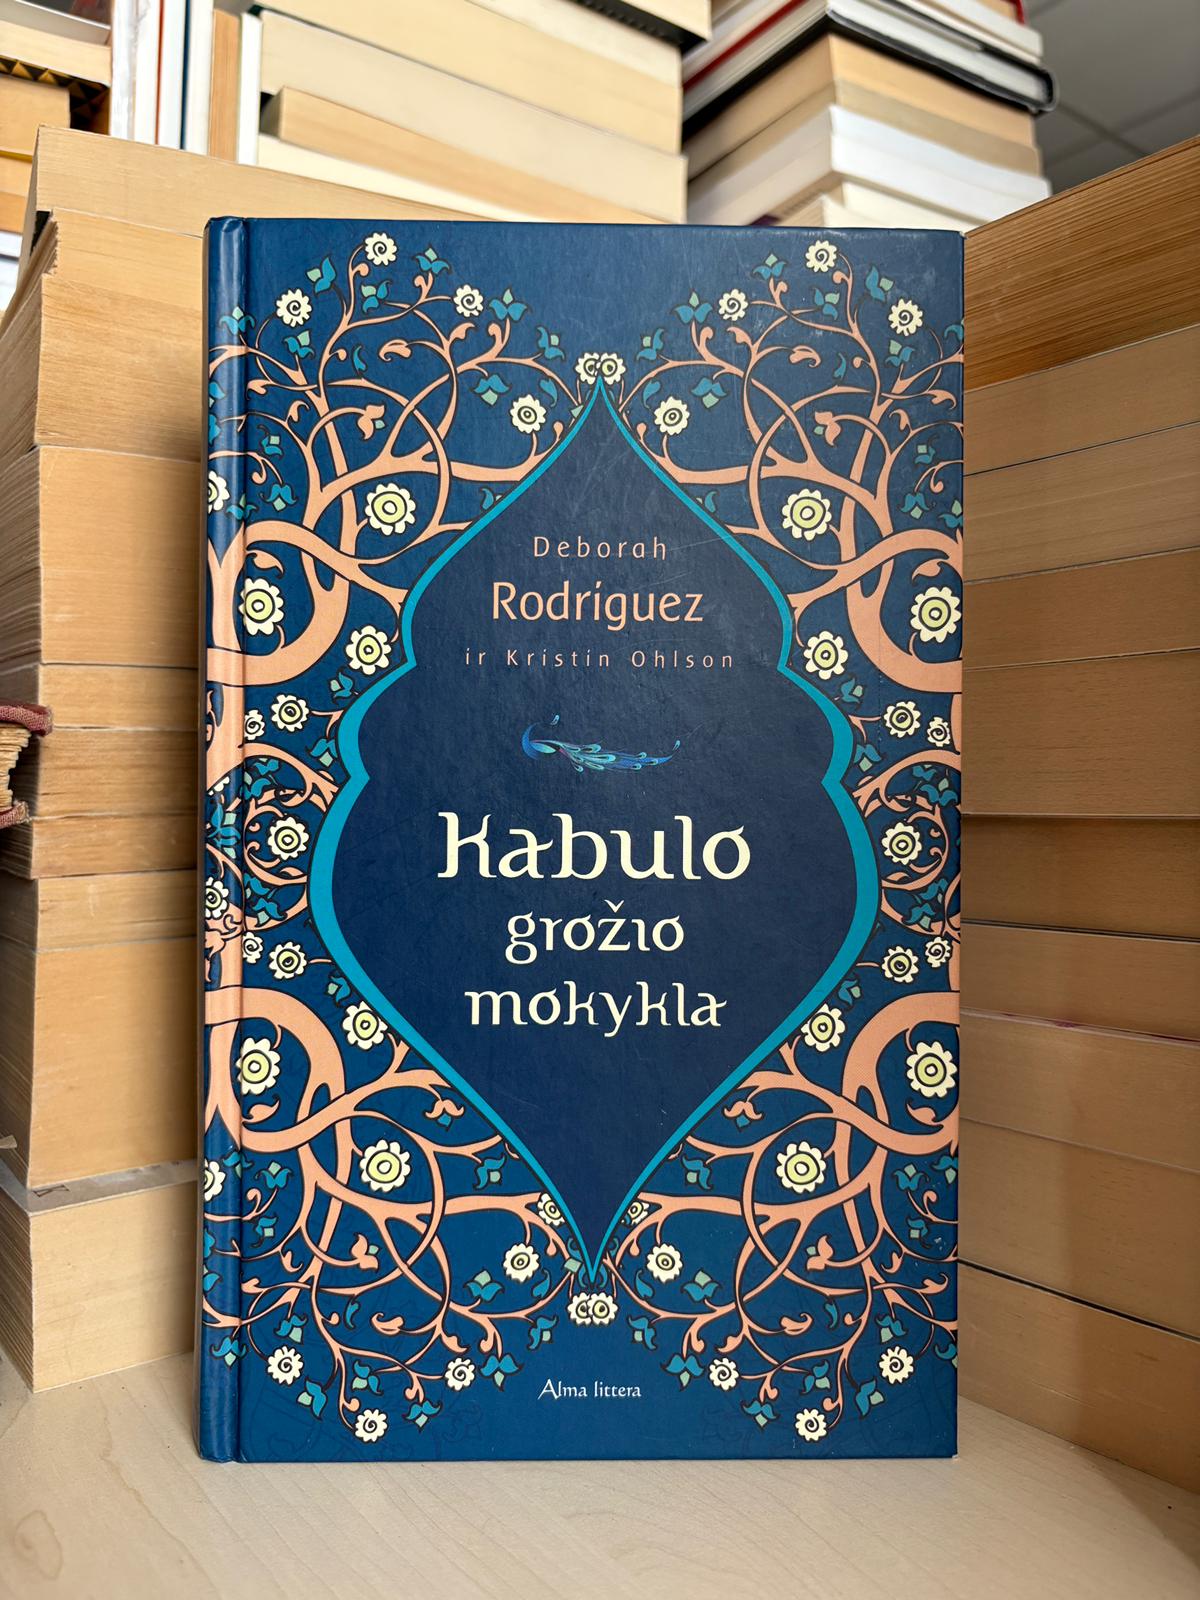 Deborah
Rodriguez
ir Kristin Ohlson
Kabulo
grožio
mokykla
Alma littera